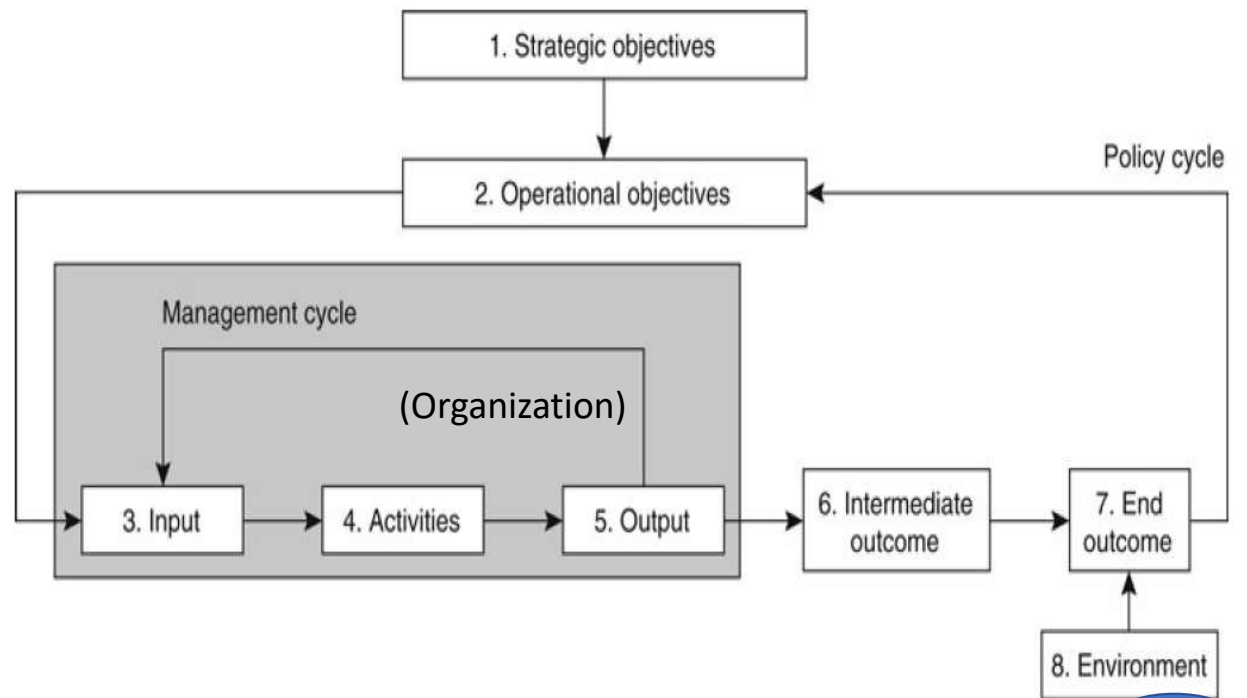 1. Strategic objectives
Policy cycle
2. Operational objectives
Management cycle
(Organization)
3. Input
4. Activities
5. Output
6. Intermediate
outcome
7. End
outcome
8. Environment